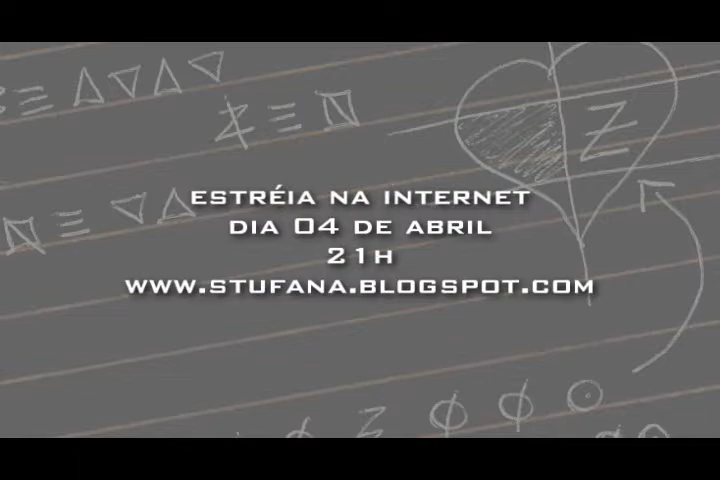 ESTRÉIA NA INTERNET
DIA 04 DE ABRIL
21H
WWW.STUFANA.BLOGSPOT.COM